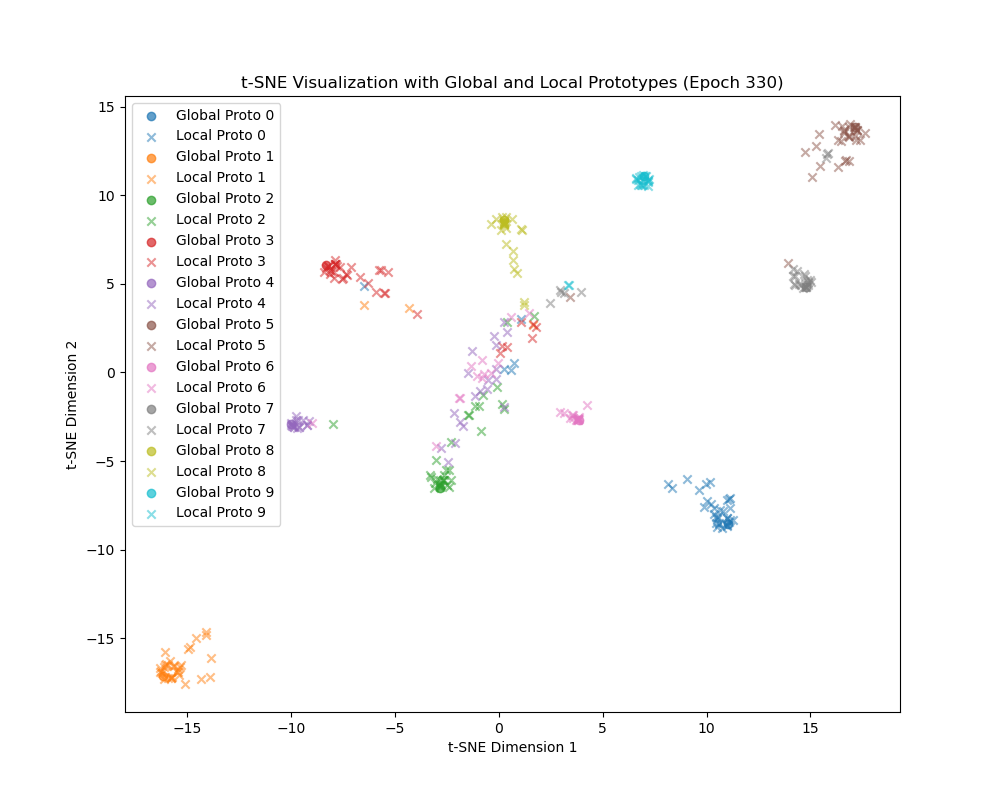 t-SNE Visualization with Global and Local Prototypes (Epoch 330)
Global Proto 0
Local Proto 0
Global Proto 1
Local Proto 1
Global Proto 2
Local Proto 2
Global Proto 3
Local Proto 3
Global Proto 4
Local Proto 4
Global Proto 5
Local Proto 5
Global Proto 6
Local Proto 6
Global Proto 7
Local Proto 7
Global Proto 8
Local Proto 8
Global Proto 9
Local Proto 9
15
10
5
0
−5
−10
−15
t-SNE Dimension 2
−15 −10 −5 0 5 10 15
t-SNE Dimension 1